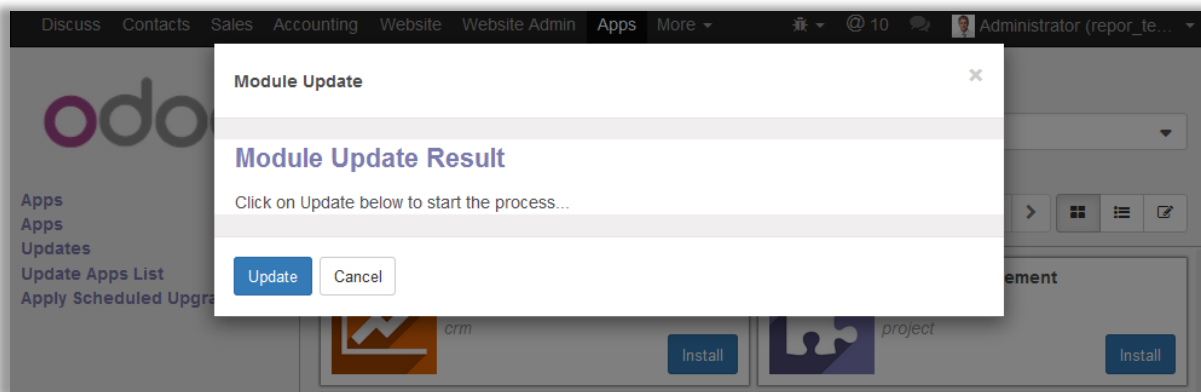 Discuss Contacts Sales Accounting Website Website Admin Apps More @ 10 Administrator (repor_te...
Module Update ×
odoo
Module Update Result
Click on Update below to start the process...
Apps
Apps
Updates
Update Apps List
Apply Scheduled Upgra
Update Cancel
ement
crm project
Install Install